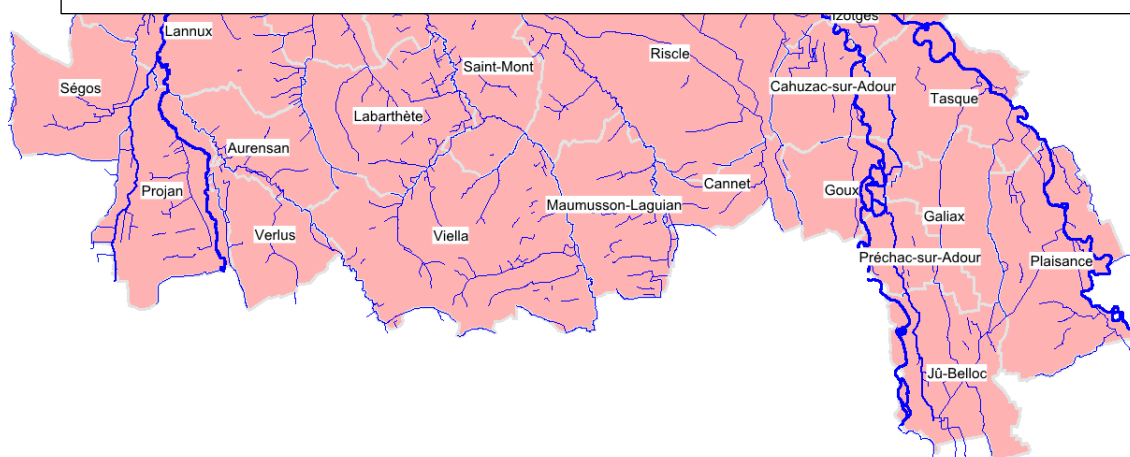 Izotges
Lannux
Riscle
Saint-Mont
Ségos
Cahuzac-sur-Adour
Tasque
Labarthète
Aurensan
Projan
Cannet
Goux
Maumusson-Laguian
Galiax
Verlus
Viella
Préchac-sur-Adour
Plaisance
Jû-Belloc